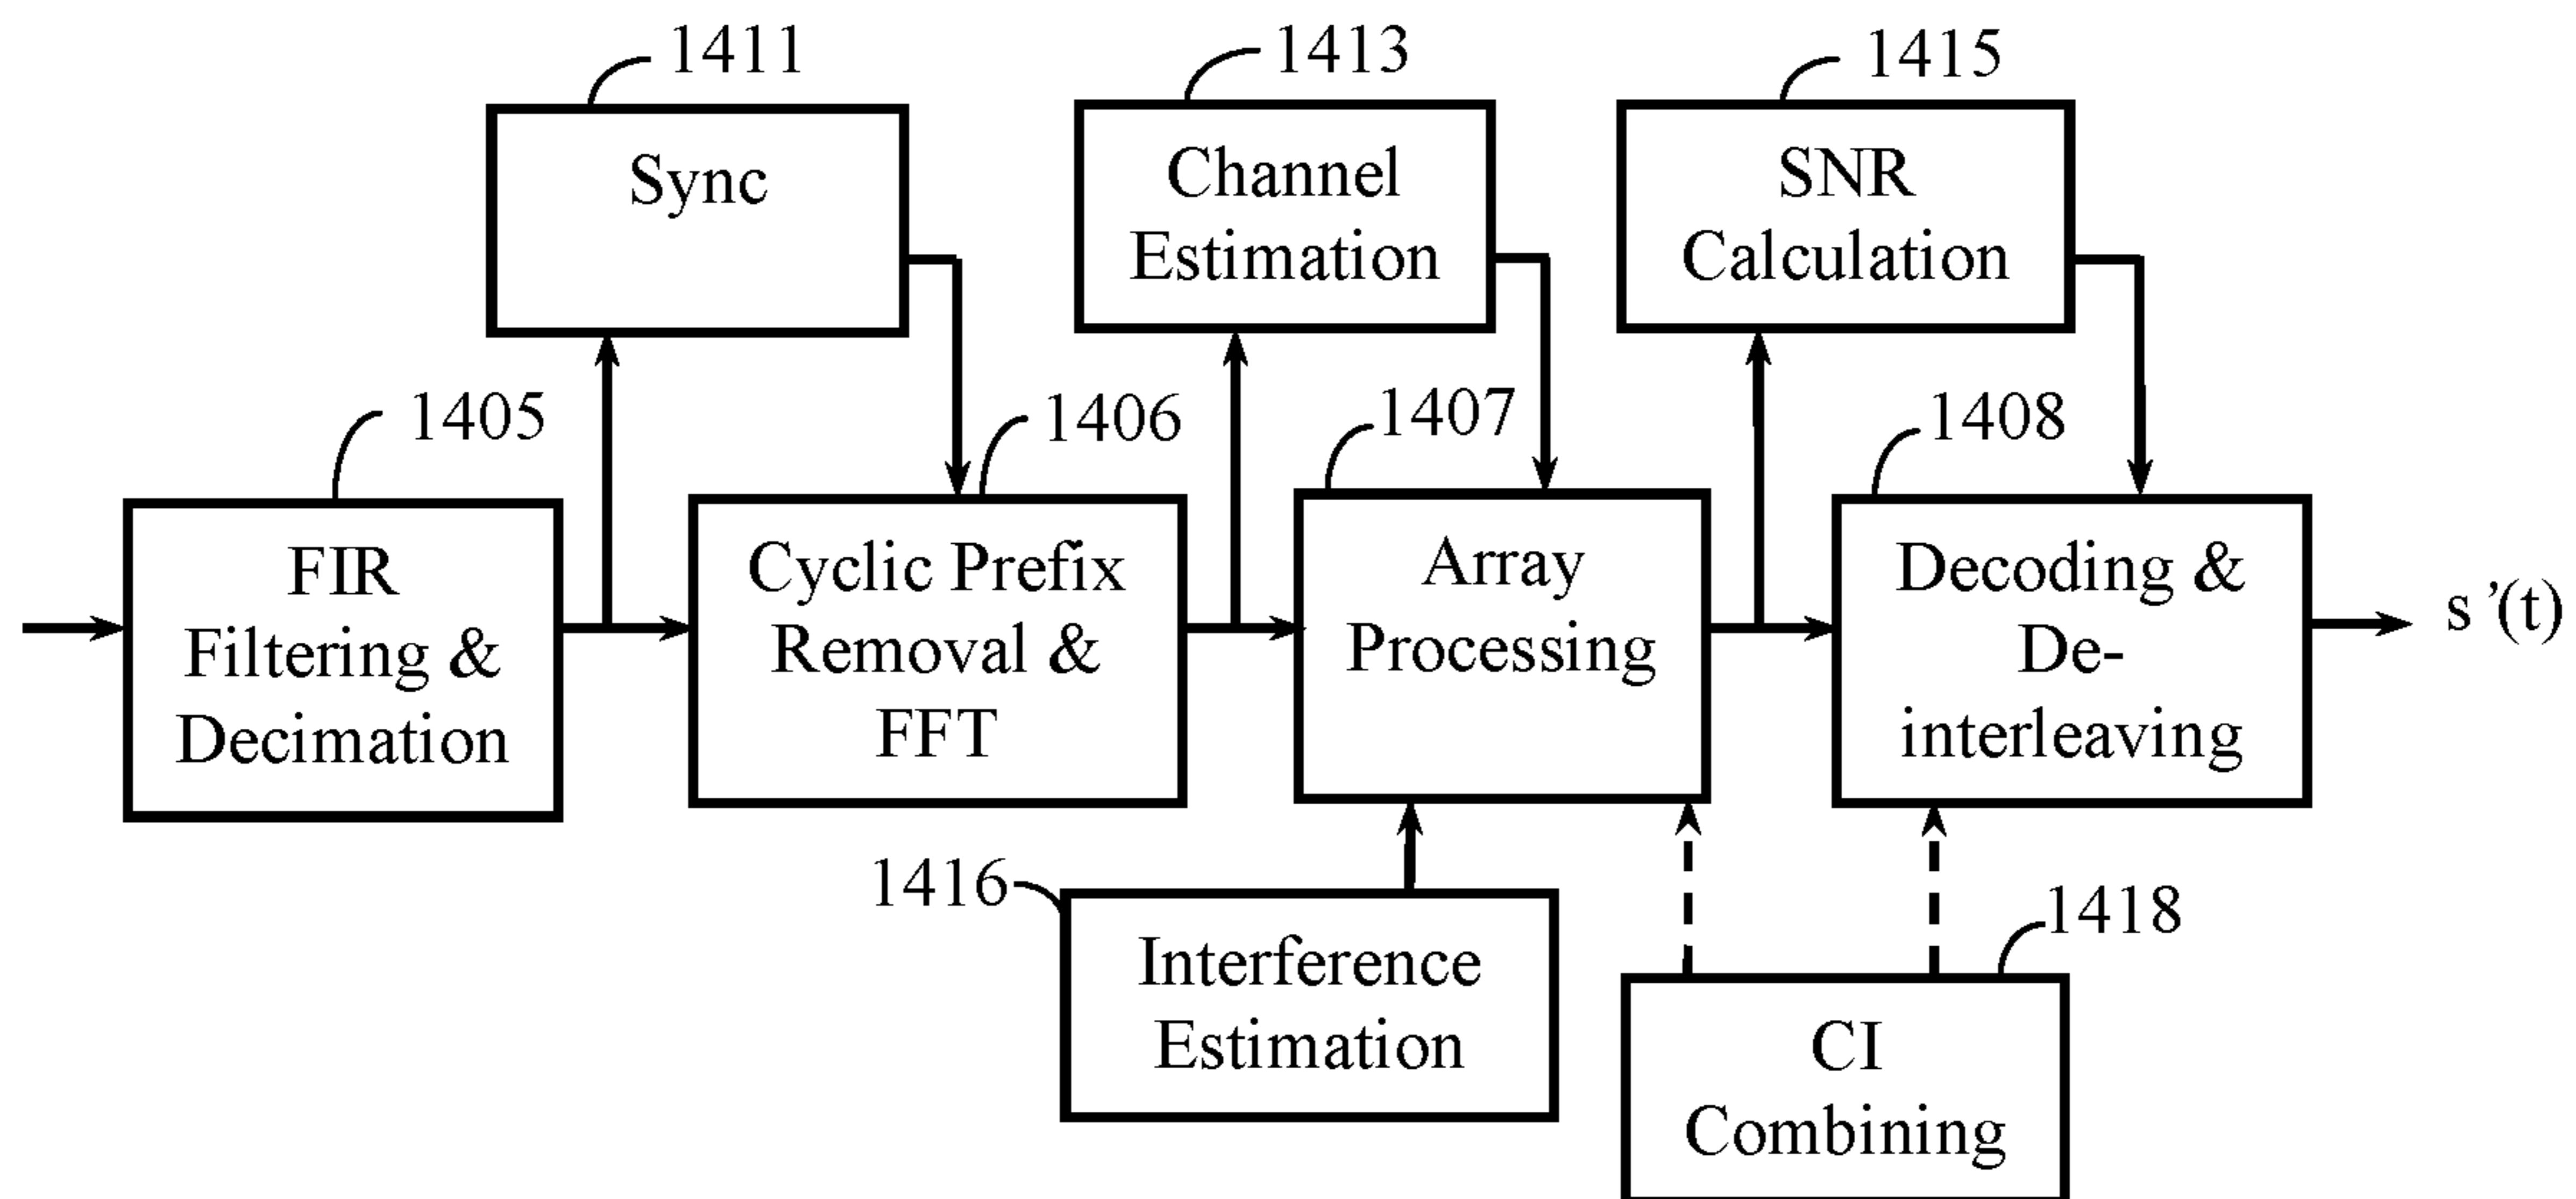 1411
1413
1415
Sync
Channel
Estimation
SNR
Calculation
1405
1406
1407
1408
FIR
Filtering &
Decimation
Cyclic Prefix
Removal &
FFT
Array
Processing
Decoding &
De-
interleaving
s’(t)
1416
Interference
Estimation
1418
CI
Combining